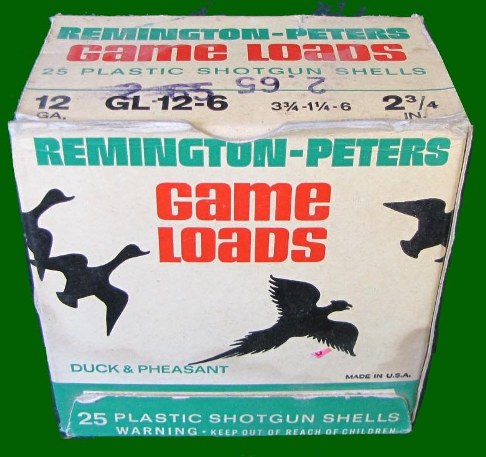 REMINGTON-PETERS
Game Loads
25 PLASTIC SHOTGUN SHELLS
2.65
12 GA. GL-12-6 3¾-1¼-6 2¾ IN.
REMINGTON-PETERS
Game
Loads
DUCK & PHEASANT
MADE IN U.S.A.
25 PLASTIC SHOTGUN SHELLS
WARNING • KEEP OUT OF REACH OF CHILDREN